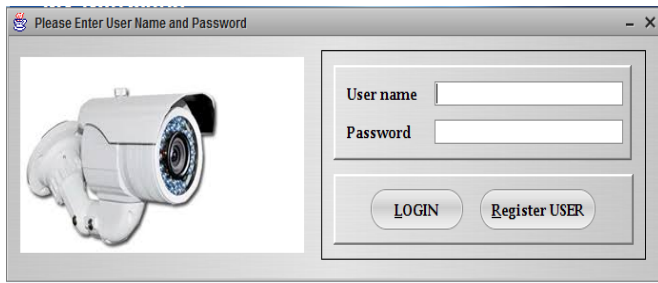 Please Enter User Name and Password
User name
Password
LOGIN
Register USER